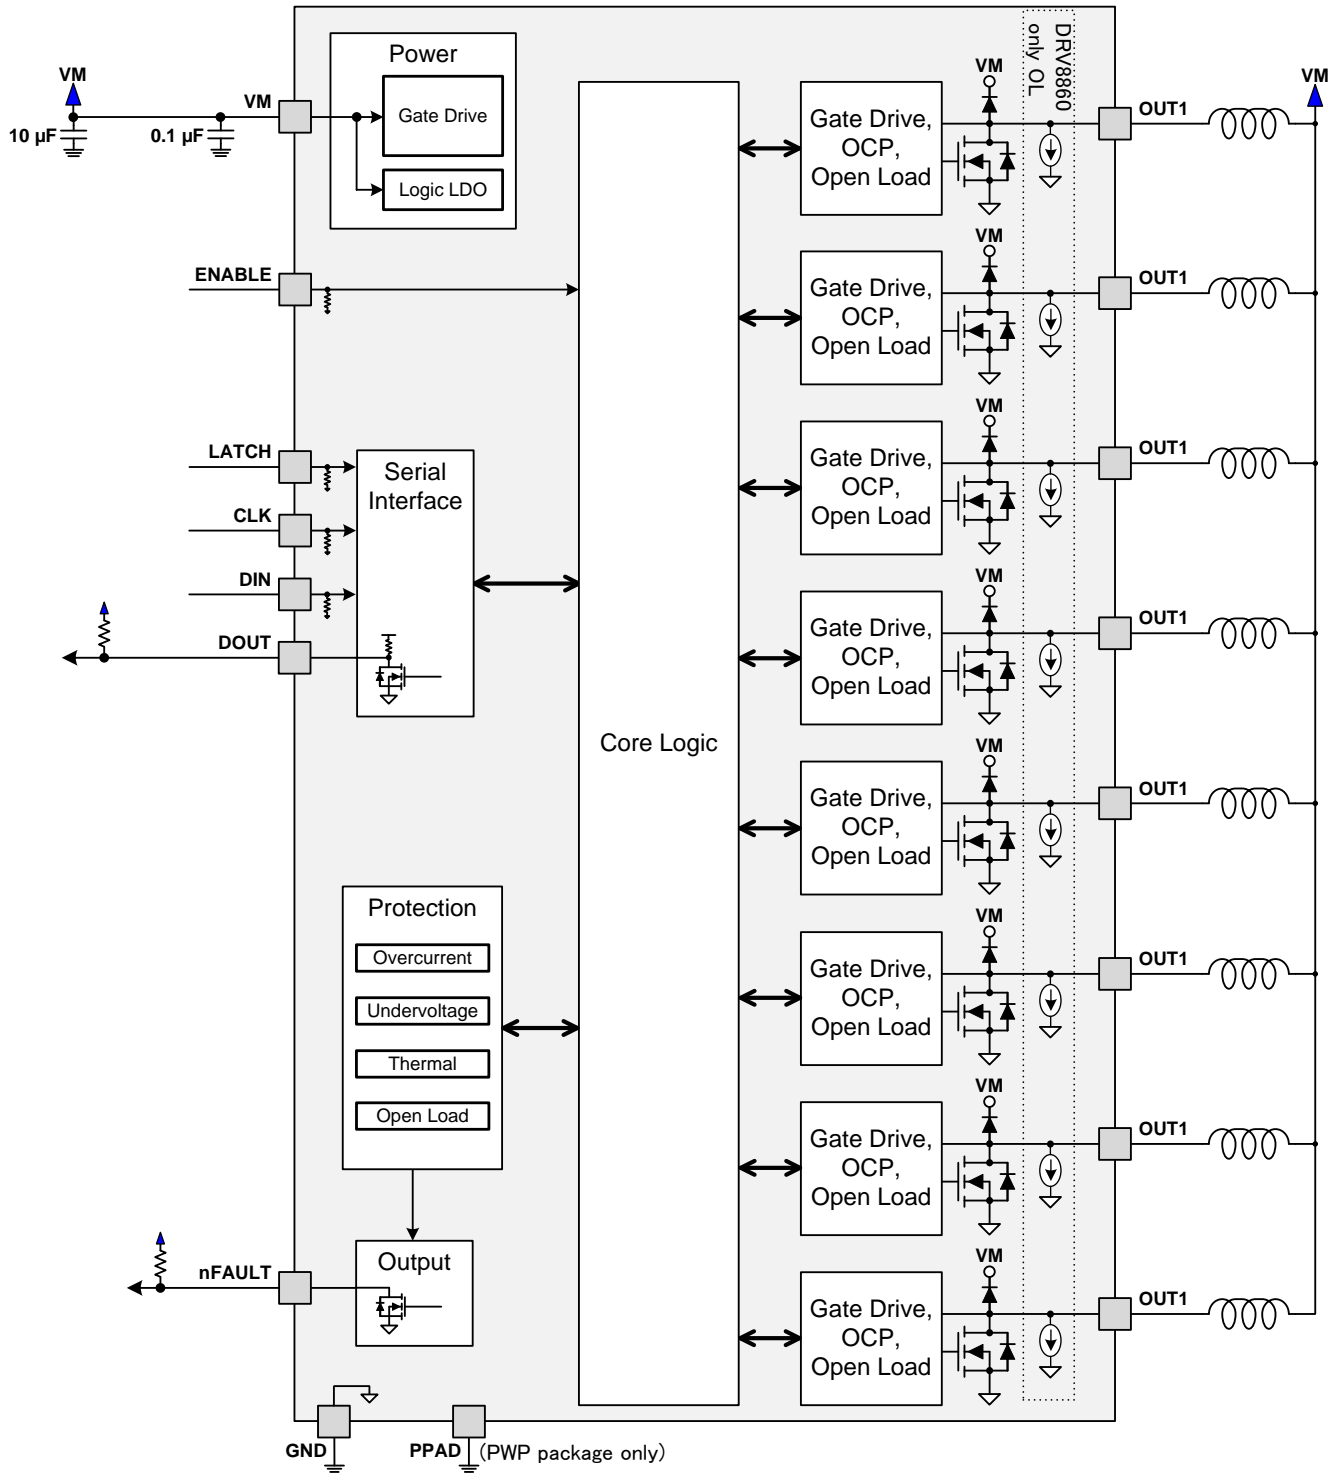 Power
DRV8860
only OL
VM
VM
VM
VM
10 µF
0.1 µF
Gate Drive
Logic LDO
Gate Drive,
OCP,
Open Load
OUT1
ENABLE
VM
Gate Drive,
OCP,
Open Load
OUT1
LATCH
CLK
DIN
DOUT
Serial
Interface
VM
Gate Drive,
OCP,
Open Load
OUT1
VM
Gate Drive,
OCP,
Open Load
OUT1
Core Logic
VM
Gate Drive,
OCP,
Open Load
OUT1
Protection
Overcurrent
Undervoltage
Thermal
Open Load
VM
Gate Drive,
OCP,
Open Load
OUT1
VM
Gate Drive,
OCP,
Open Load
OUT1
nFAULT
Output
VM
Gate Drive,
OCP,
Open Load
OUT1
GND
PPAD (PWP package only)